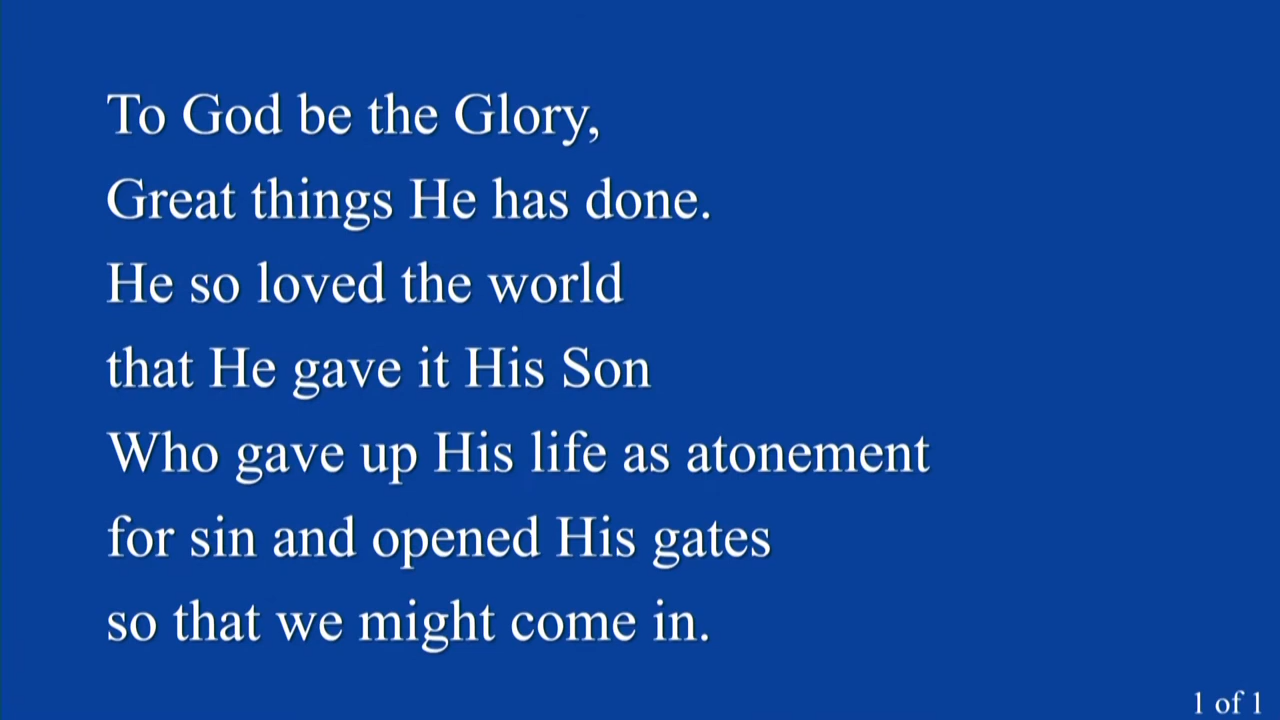 To God be the Glory,
Great things He has done.
He so loved the world
that He gave it His Son
Who gave up His life as atonement
for sin and opened His gates
so that we might come in.
1 of 1